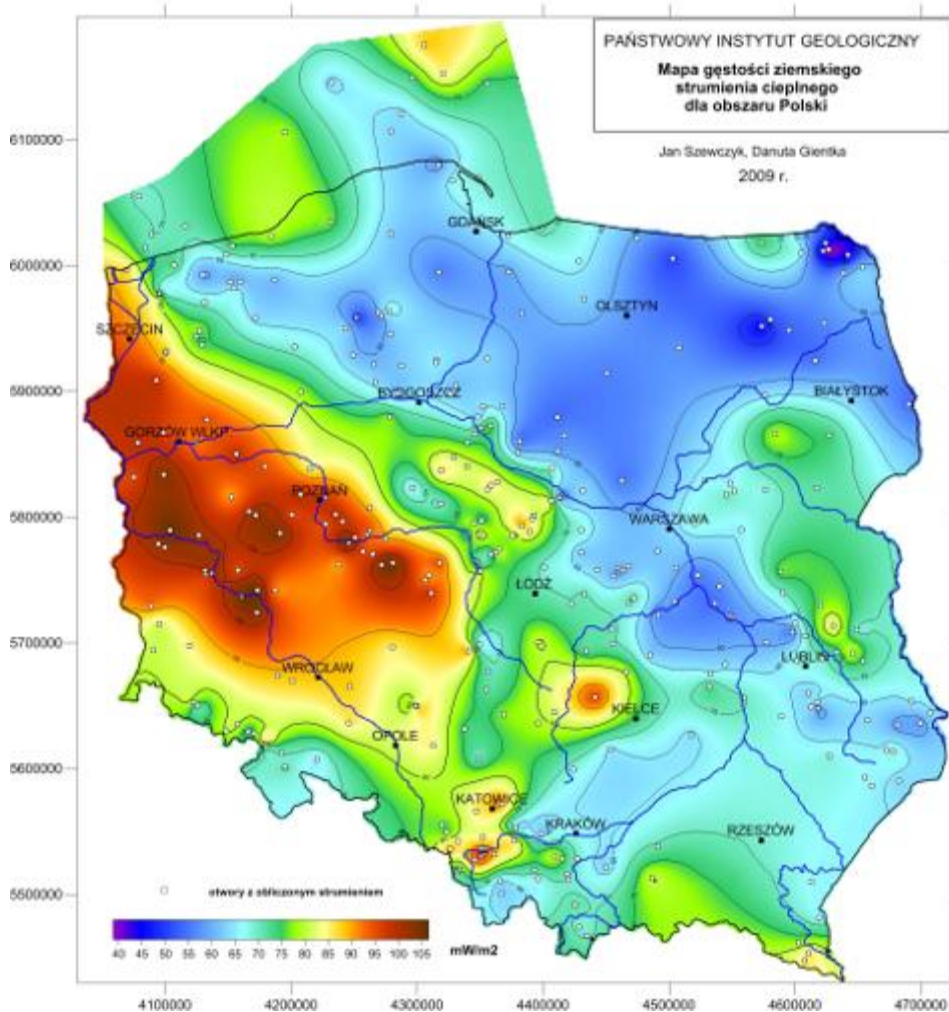 PAŃSTWOWY INSTYTUT GEOLOGICZNY
Mapa gęstości ziemskiego
strumienia cieplnego
dla obszaru Polski
Jan Szewczyk, Danuta Gientka
2009 r.
6100000
GDAŃSK
6000000
OLSZTYN
SZCZECIN
5900000
BYDGOSZCZ
BIAŁYSTOK
GORZÓW WLKP.
POZNAŃ
5800000
WARSZAWA
ŁÓDŹ
5700000
WROCŁAW
LUBLIN
KIELCE
OPOLE
5600000
KATOWICE
KRAKÓW
RZESZÓW
5500000
otwory z obliczonym strumieniem
mW/m2
40 45 50 55 60 65 70 75 80 85 90 95 100 105
4100000 4200000 4300000 4400000 4500000 4600000 4700000